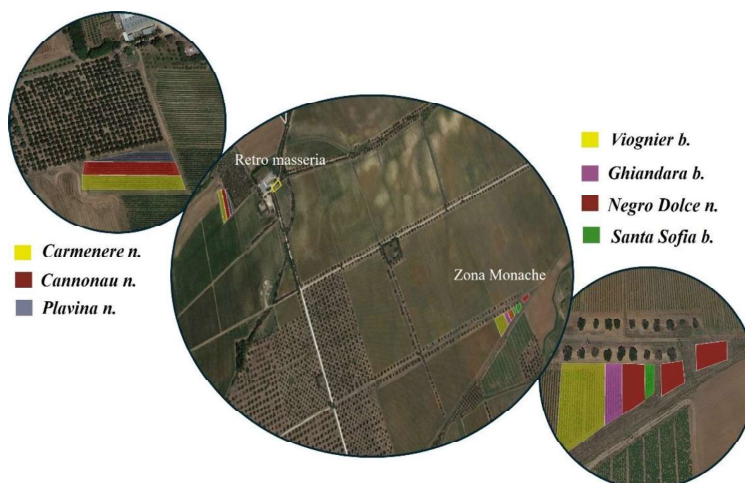 Retro masseria
Zona Monache
Carmenere n.
Cannonau n.
Plavina n.
Viognier b.
Ghiandara b.
Negro Dolce n.
Santa Sofia b.